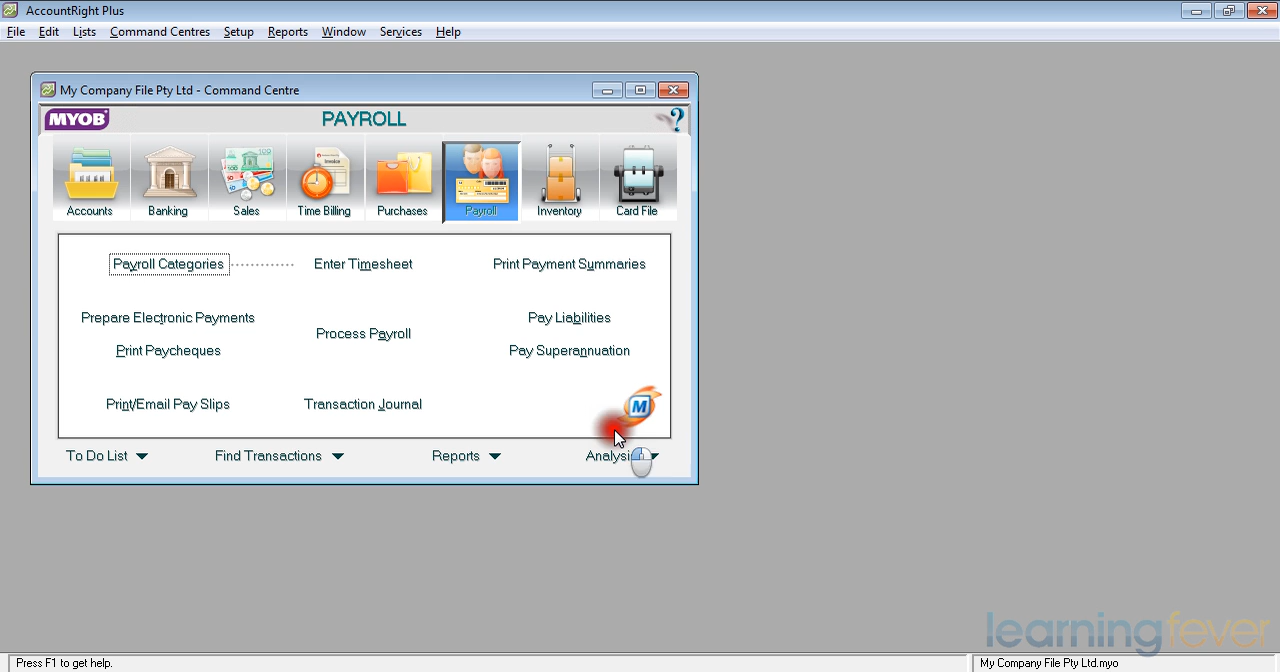 AccountRight Plus
File Edit Lists Command Centres Setup Reports Window Services Help
My Company File Pty Ltd - Command Centre
MYOB PAYROLL ?
Accounts Banking Sales Time Billing Purchases Payroll Inventory Card File
Payroll Categories Enter Timesheet Print Payment Summaries
Prepare Electronic Payments Pay Liabilities
Process Payroll
Print Paycheques Pay Superannuation
Print/Email Pay Slips Transaction Journal
M
To Do List Find Transactions Reports
learningfever
Press F1 to get help. My Company File Pty Ltd.myo